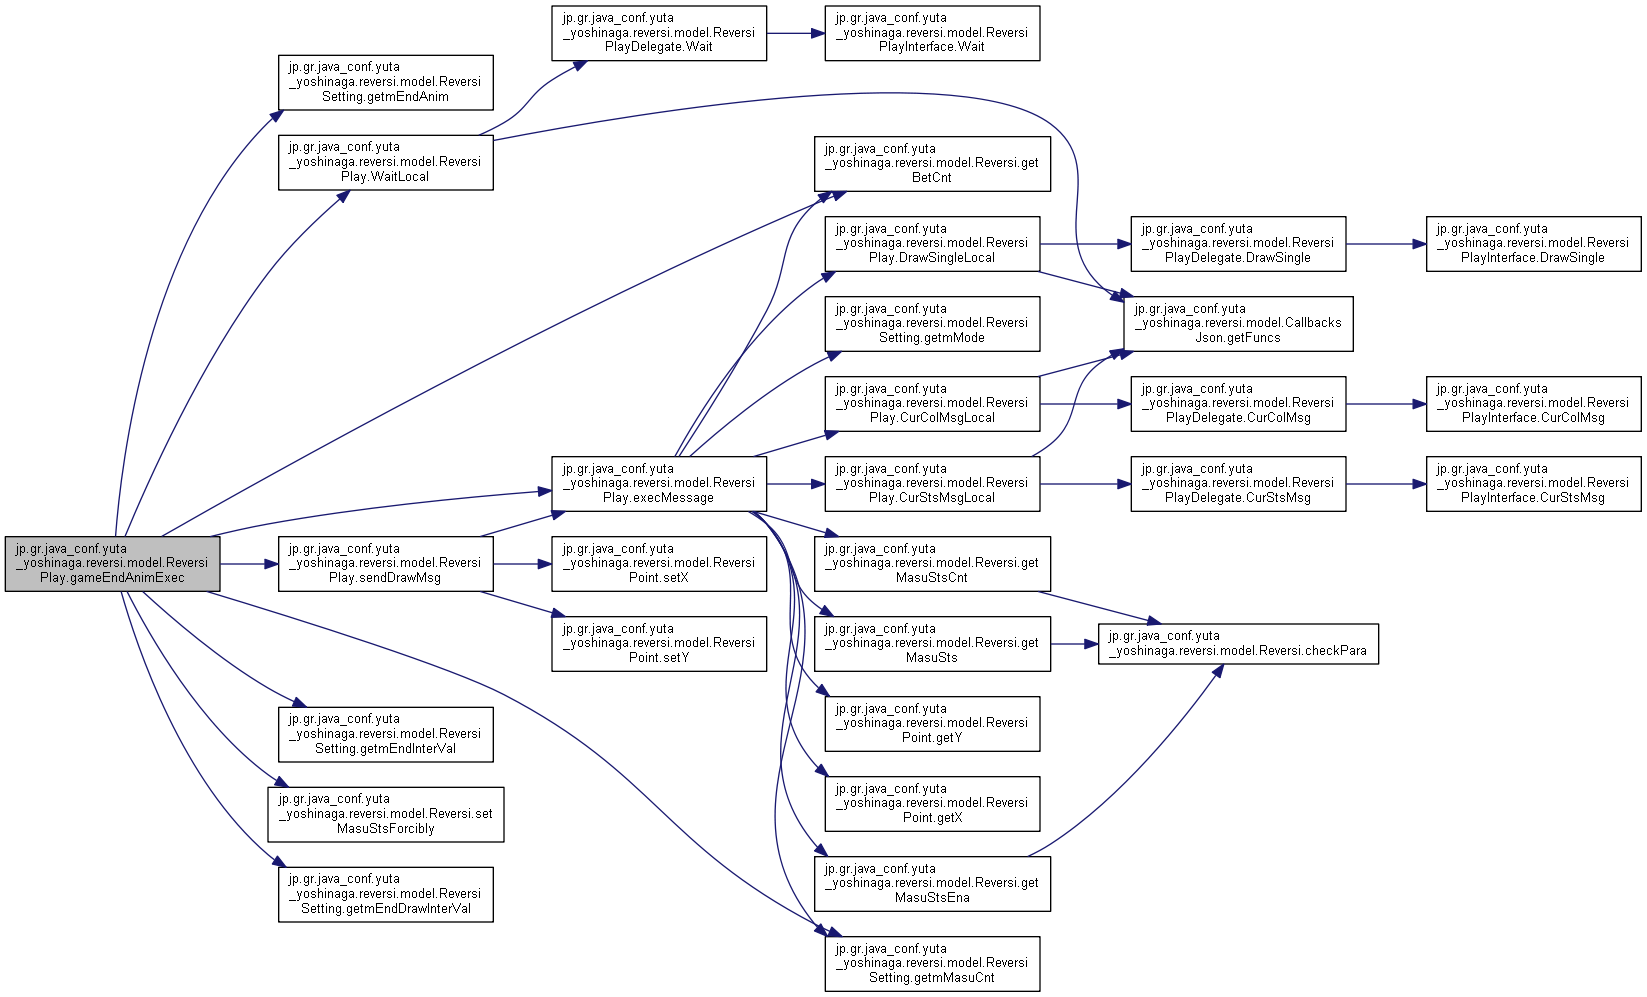 jp.gr.java_conf.yuta
_yoshinaga.reversi.model.Reversi
Play.gameEndAnimExec
jp.gr.java_conf.yuta
_yoshinaga.reversi.model.Reversi
Setting.getmEndAnim
jp.gr.java_conf.yuta
_yoshinaga.reversi.model.Reversi
Play.WaitLocal
jp.gr.java_conf.yuta
_yoshinaga.reversi.model.Reversi
Play.sendDrawMsg
jp.gr.java_conf.yuta
_yoshinaga.reversi.model.Reversi
Setting.getmEndInterVal
jp.gr.java_conf.yuta
_yoshinaga.reversi.model.Reversi.set
MasuStsForcibly
jp.gr.java_conf.yuta
_yoshinaga.reversi.model.Reversi
Setting.getmEndDrawInterVal
jp.gr.java_conf.yuta
_yoshinaga.reversi.model.Reversi
PlayDelegate.Wait
jp.gr.java_conf.yuta
_yoshinaga.reversi.model.Reversi
Play.execMessage
jp.gr.java_conf.yuta
_yoshinaga.reversi.model.Reversi
Point.setX
jp.gr.java_conf.yuta
_yoshinaga.reversi.model.Reversi
Point.setY
jp.gr.java_conf.yuta
_yoshinaga.reversi.model.Reversi
PlayInterface.Wait
jp.gr.java_conf.yuta
_yoshinaga.reversi.model.Reversi.get
BetCnt
jp.gr.java_conf.yuta
_yoshinaga.reversi.model.Reversi
Play.DrawSingleLocal
jp.gr.java_conf.yuta
_yoshinaga.reversi.model.Reversi
Setting.getmMode
jp.gr.java_conf.yuta
_yoshinaga.reversi.model.Reversi
Play.CurColMsgLocal
jp.gr.java_conf.yuta
_yoshinaga.reversi.model.Reversi
Play.CurStsMsgLocal
jp.gr.java_conf.yuta
_yoshinaga.reversi.model.Reversi.get
MasuStsCnt
jp.gr.java_conf.yuta
_yoshinaga.reversi.model.Reversi.get
MasuSts
jp.gr.java_conf.yuta
_yoshinaga.reversi.model.Reversi
Point.getY
jp.gr.java_conf.yuta
_yoshinaga.reversi.model.Reversi
Point.getX
jp.gr.java_conf.yuta
_yoshinaga.reversi.model.Reversi.get
MasuStsEna
jp.gr.java_conf.yuta
_yoshinaga.reversi.model.Reversi
Setting.getmMasuCnt
jp.gr.java_conf.yuta
_yoshinaga.reversi.model.Reversi
PlayDelegate.DrawSingle
jp.gr.java_conf.yuta
_yoshinaga.reversi.model.Callbacks
Json.getFuncs
jp.gr.java_conf.yuta
_yoshinaga.reversi.model.Reversi
PlayDelegate.CurColMsg
jp.gr.java_conf.yuta
_yoshinaga.reversi.model.Reversi
PlayDelegate.CurStsMsg
jp.gr.java_conf.yuta
_yoshinaga.reversi.model.Reversi.checkPara
jp.gr.java_conf.yuta
_yoshinaga.reversi.model.Reversi
PlayInterface.DrawSingle
jp.gr.java_conf.yuta
_yoshinaga.reversi.model.Reversi
PlayInterface.CurColMsg
jp.gr.java_conf.yuta
_yoshinaga.reversi.model.Reversi
PlayInterface.CurStsMsg